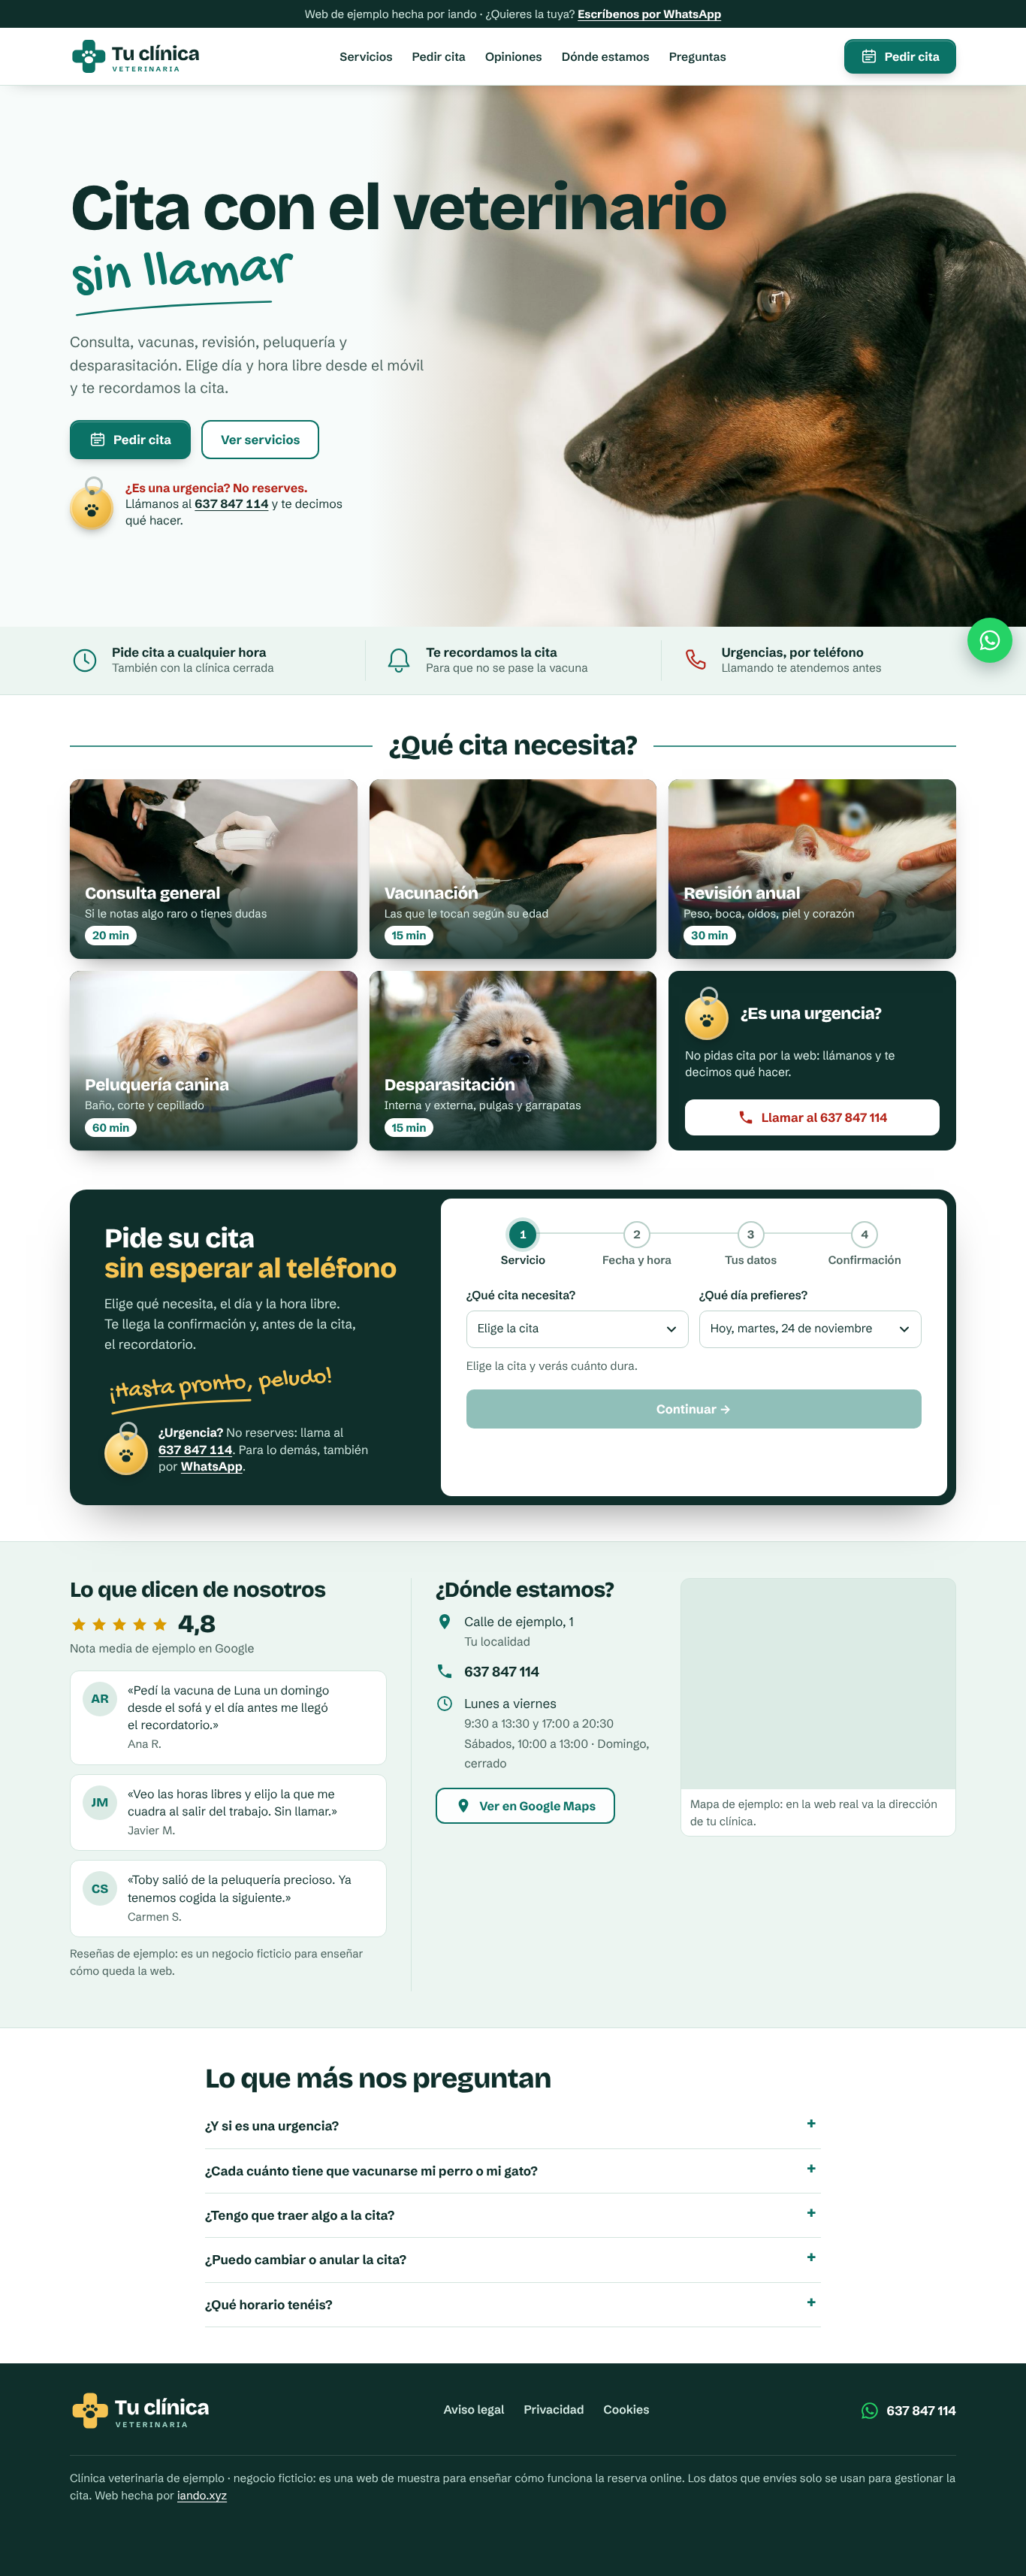 Web de ejemplo hecha por iando · ¿Quieres la tuya? Escríbenos por WhatsApp
Tu clínica
VETERINARIA
Servicios
Pedir cita
Opiniones
Dónde estamos
Preguntas
Pedir cita
Cita con el veterinario
sin llamar
Consulta, vacunas, revisión, peluquería y
desparasitación. Elige día y hora libre desde el móvil
y te recordamos la cita.
Pedir cita
Ver servicios
¿Es una urgencia? No reserves.
Llámanos al 637 847 114 y te decimos
qué hacer.
Pide cita a cualquier hora
También con la clínica cerrada
Te recordamos la cita
Para que no se pase la vacuna
Urgencias, por teléfono
Llamando te atendemos antes
¿Qué cita necesita?
Consulta general
Si le notas algo raro o tienes dudas
20 min
Vacunación
Las que le tocan según su edad
15 min
Revisión anual
Peso, boca, oídos, piel y corazón
30 min
Peluquería canina
Baño, corte y cepillado
60 min
Desparasitación
Interna y externa, pulgas y garrapatas
15 min
¿Es una urgencia?
No pidas cita por la web: llámanos y te
decimos qué hacer.
Llamar al 637 847 114
Pide su cita
sin esperar al teléfono
Elige qué necesita, el día y la hora libre.
Te llega la confirmación y, antes de la cita,
el recordatorio.
¡Hasta pronto, peludo!
¿Urgencia? No reserves: llama al
637 847 114. Para lo demás, también
por WhatsApp.
1
Servicio
2
Fecha y hora
3
Tus datos
4
Confirmación
¿Qué cita necesita?
Elige la cita
¿Qué día prefieres?
Hoy, martes, 24 de noviembre
Elige la cita y verás cuánto dura.
Continuar →
Lo que dicen de nosotros
4,8
Nota media de ejemplo en Google
AR
«Pedí la vacuna de Luna un domingo
desde el sofá y el día antes me llegó
el recordatorio.»
Ana R.
JM
«Veo las horas libres y elijo la que me
cuadra al salir del trabajo. Sin llamar.»
Javier M.
CS
«Toby salió de la peluquería precioso. Ya
tenemos cogida la siguiente.»
Carmen S.
Reseñas de ejemplo: es un negocio ficticio para enseñar
cómo queda la web.
¿Dónde estamos?
Calle de ejemplo, 1
Tu localidad
637 847 114
Lunes a viernes
9:30 a 13:30 y 17:00 a 20:30
Sábados, 10:00 a 13:00 · Domingo,
cerrado
Ver en Google Maps
Mapa de ejemplo: en la web real va la dirección
de tu clínica.
Lo que más nos preguntan
¿Y si es una urgencia?
+
¿Cada cuánto tiene que vacunarse mi perro o mi gato?
+
¿Tengo que traer algo a la cita?
+
¿Puedo cambiar o anular la cita?
+
¿Qué horario tenéis?
+
Tu clínica
VETERINARIA
Aviso legal
Privacidad
Cookies
637 847 114
Clínica veterinaria de ejemplo · negocio ficticio: es una web de muestra para enseñar cómo funciona la reserva online. Los datos que envíes solo se usan para gestionar la
cita. Web hecha por iando.xyz